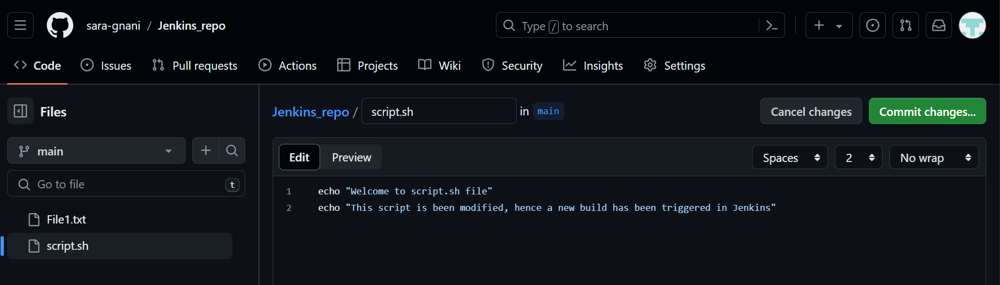 sara-gnani / Jenkins_repo
Type / to search
Code Issues Pull requests Actions Projects Wiki Security Insights Settings
Files
Jenkins_repo / script.sh in main
Cancel changes Commit changes...
main
Edit Preview
Spaces 2 No wrap
Go to file t
1 echo "Welcome to script.sh file"
2 echo "This script is been modified, hence a new build has been triggered in Jenkins"
File1.txt
script.sh